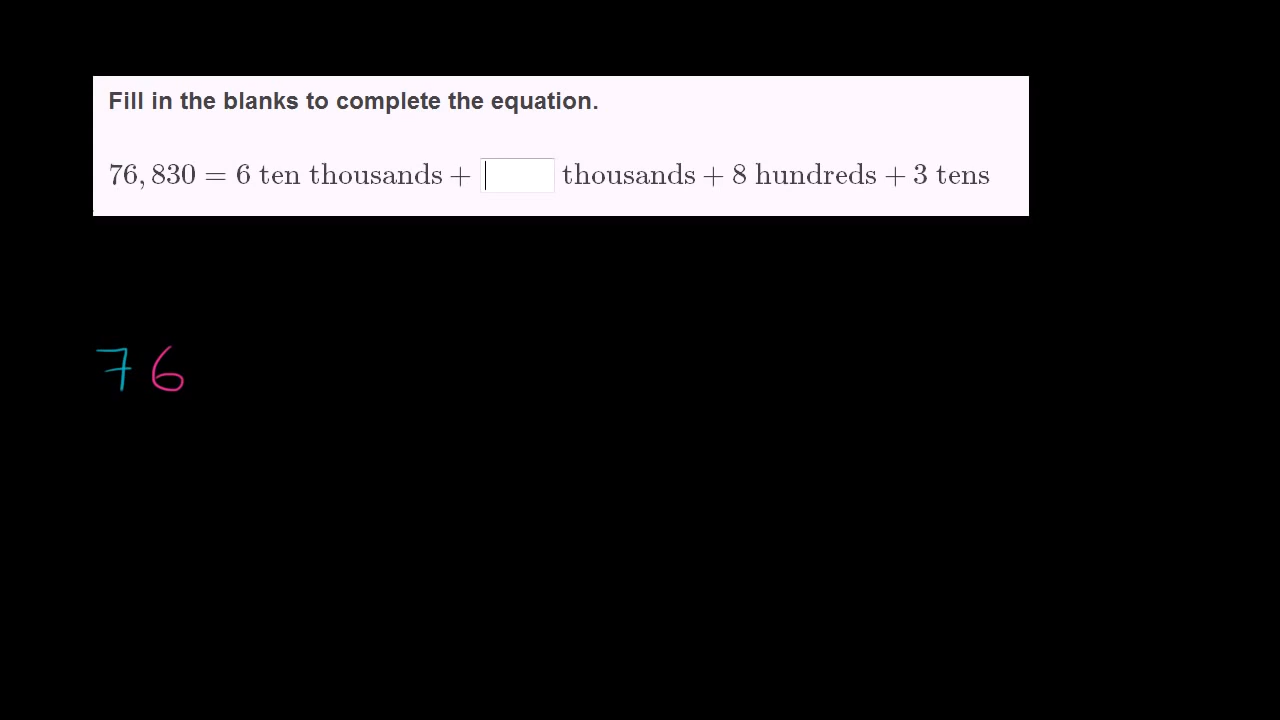 Fill in the blanks to complete the equation.
76,830 = 6 ten thousands + thousands + 8 hundreds + 3 tens
76